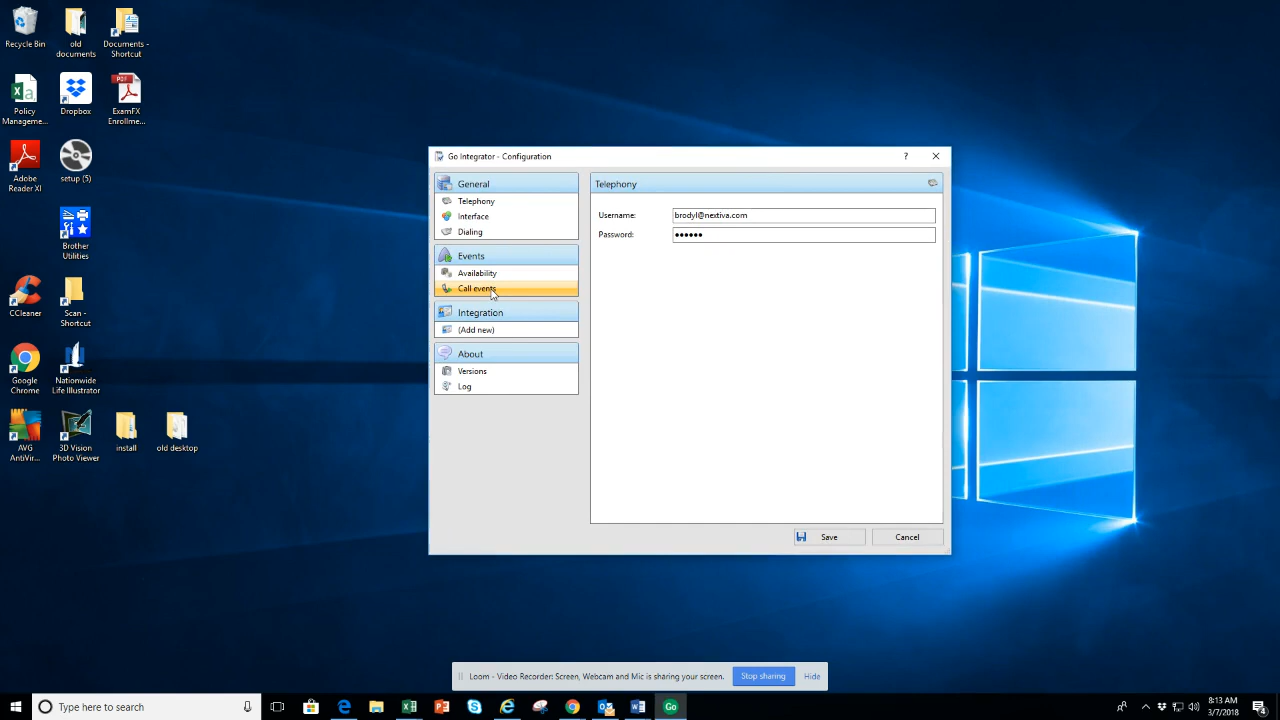 Recycle Bin
old
documents
Documents -
Shortcut
Policy
Manageme...
Dropbox
ExamFX
Enrollme...
Adobe
Reader XI
setup (5)
Brother
Utilities
CCleaner
Scan -
Shortcut
Google
Chrome
Nationwide
Life Illustrator
AVG
AntiVir...
3D Vision
Photo Viewer
install
old desktop
Go Integrator - Configuration
?
General
Telephony
Interface
Dialing
Events
Availability
Call events
Integration
(Add new)
About
Versions
Log
Telephony
Username:
brodyl@nextiva.com
Password:
••••••
Save
Cancel
Loom - Video Recorder: Screen, Webcam and Mic is sharing your screen.
Stop sharing
Hide
Type here to search
Go
8:13 AM
3/7/2018